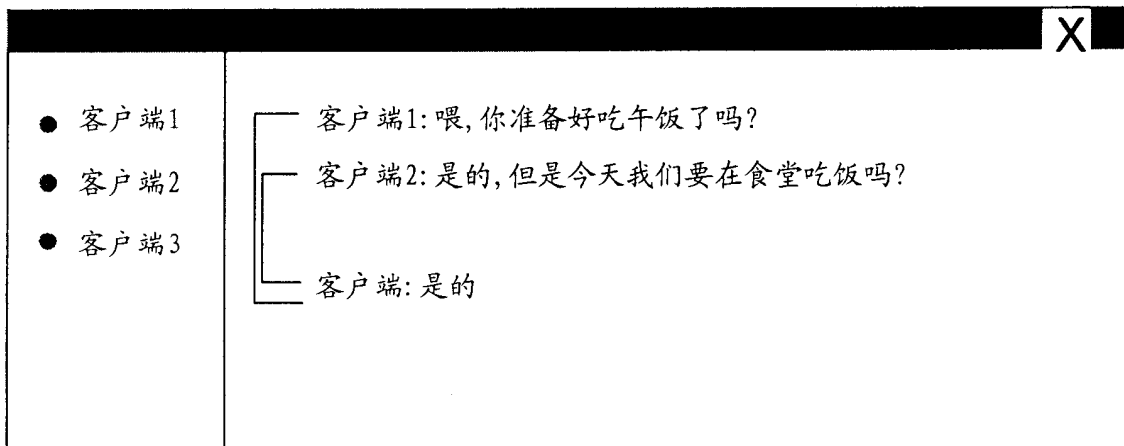 X
客户端1
客户端2
客户端3
客户端1: 喂, 你准备好吃午饭了吗?
客户端2: 是的, 但是今天我们要在食堂吃饭吗?
客户端: 是的